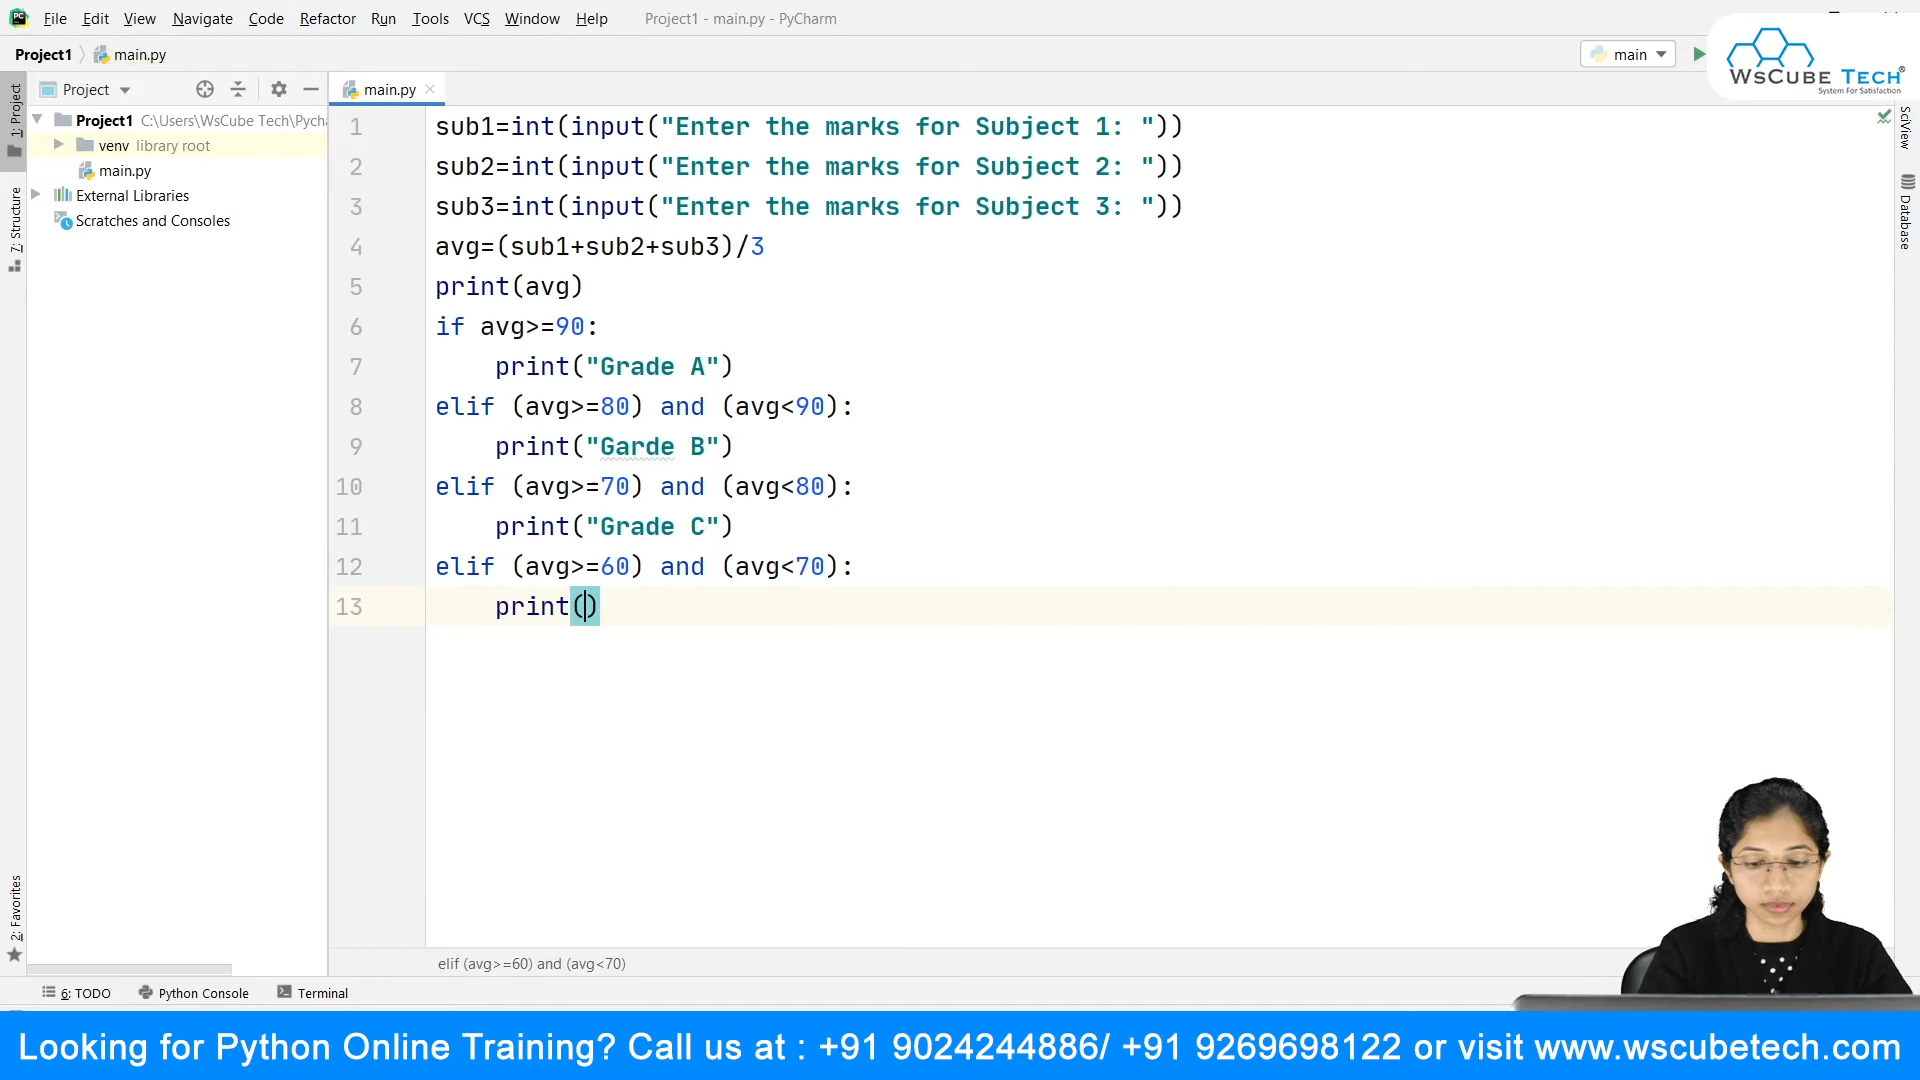 File Edit View Navigate Code Refactor Run Tools VCS Window Help Project1 - main.py - PyCharm
Project1 main.py main
WsCube Tech®
System For Satisfaction
Project main.py
Project1 C:\Users\WsCube Tech\Pycha
venv library root
main.py
External Libraries
Scratches and Consoles
1: Project
7: Structure
2: Favorites
1 sub1=int(input("Enter the marks for Subject 1: "))
2 sub2=int(input("Enter the marks for Subject 2: "))
3 sub3=int(input("Enter the marks for Subject 3: "))
4 avg=(sub1+sub2+sub3)/3
5 print(avg)
6 if avg>=90:
7 print("Grade A")
8 elif (avg>=80) and (avg<90):
9 print("Garde B")
10 elif (avg>=70) and (avg<80):
11 print("Grade C")
12 elif (avg>=60) and (avg<70):
13 print()
SciView
Database
elif (avg>=60) and (avg<70)
6: TODO Python Console Terminal
Looking for Python Online Training? Call us at : +91 9024244886/ +91 9269698122 or visit www.wscubetech.com